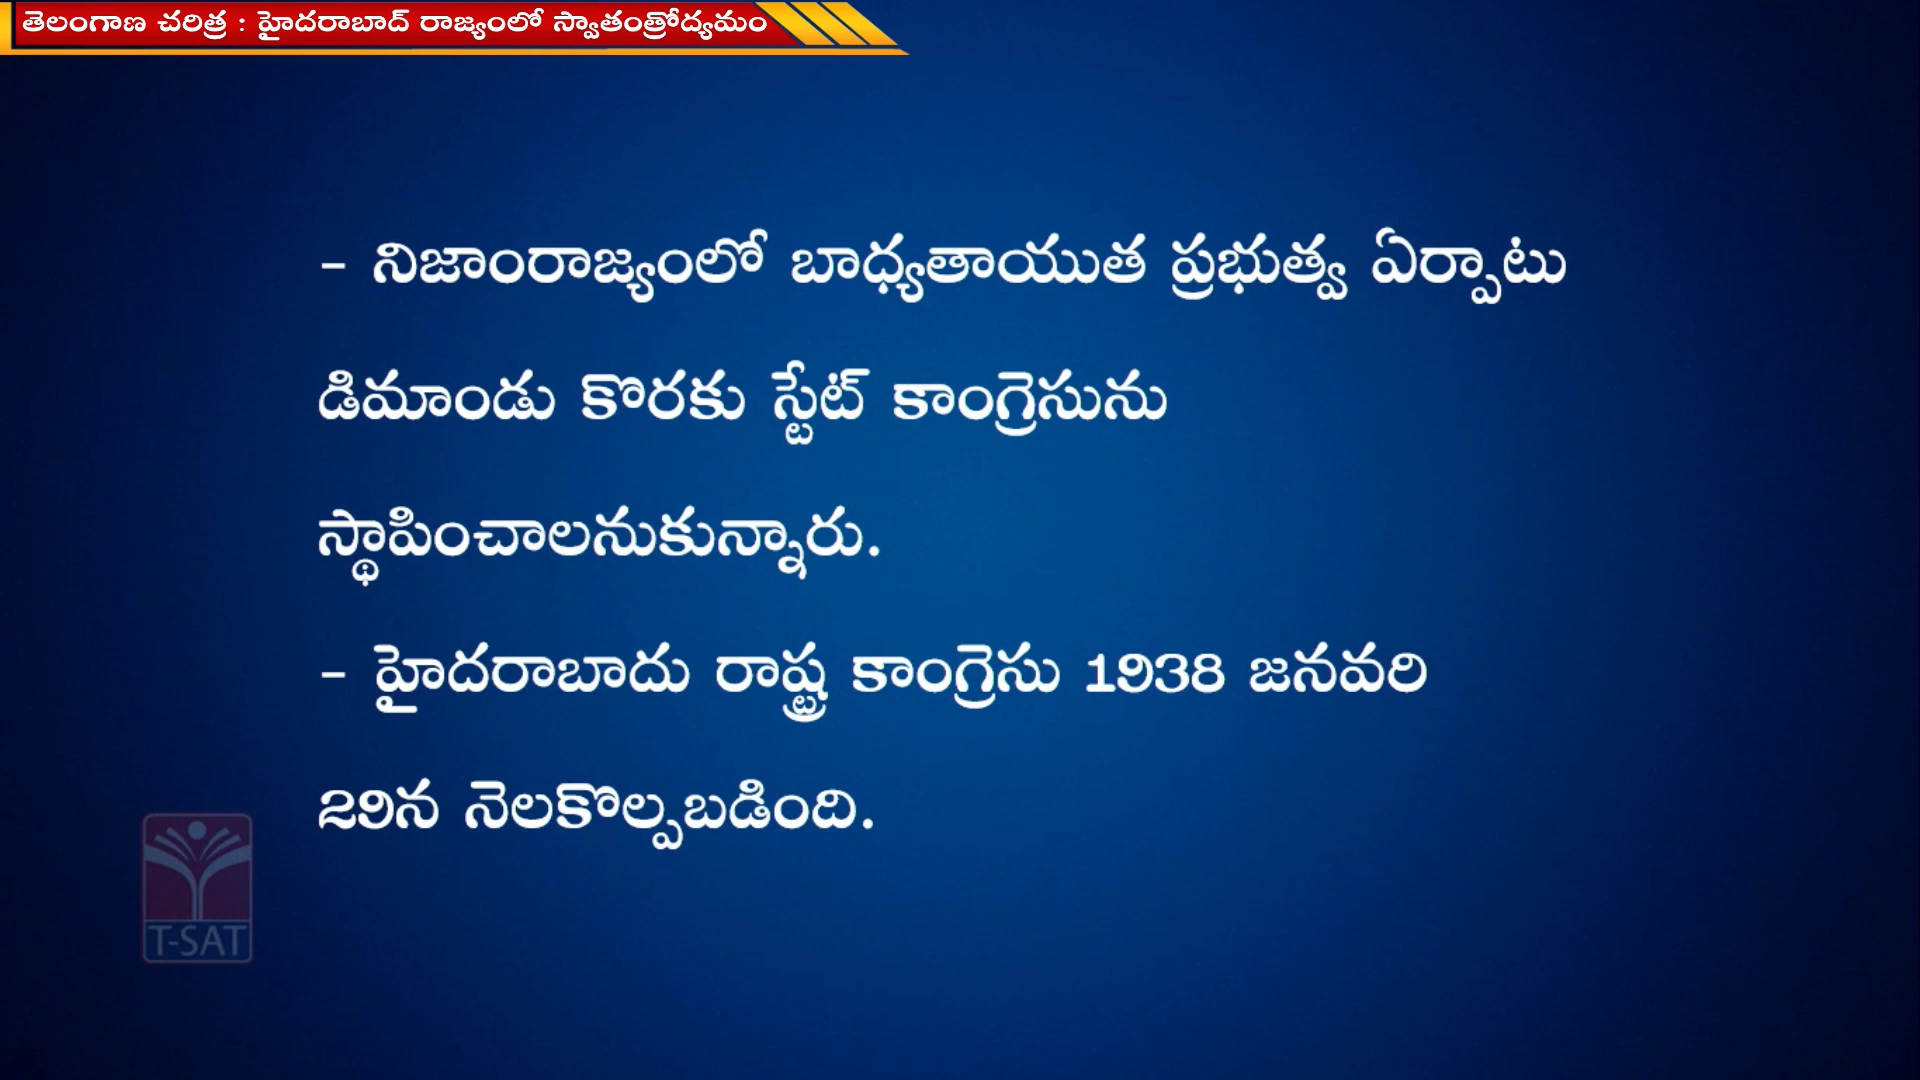 తెలంగాణ చరిత్ర : హైదరాబాద్ రాజ్యంలో స్వాతంత్రోద్యమం
- నిజాంరాజ్యంలో బాధ్యతాయుత ప్రభుత్వ ఏర్పాటు
డిమాండు కొరకు స్టేట్ కాంగ్రెసును
స్థాపించాలనుకున్నారు.
- హైదరాబాదు రాష్ట్ర కాంగ్రెసు 1938 జనవరి
29న నెలకొల్పబడింది.
T-SAT